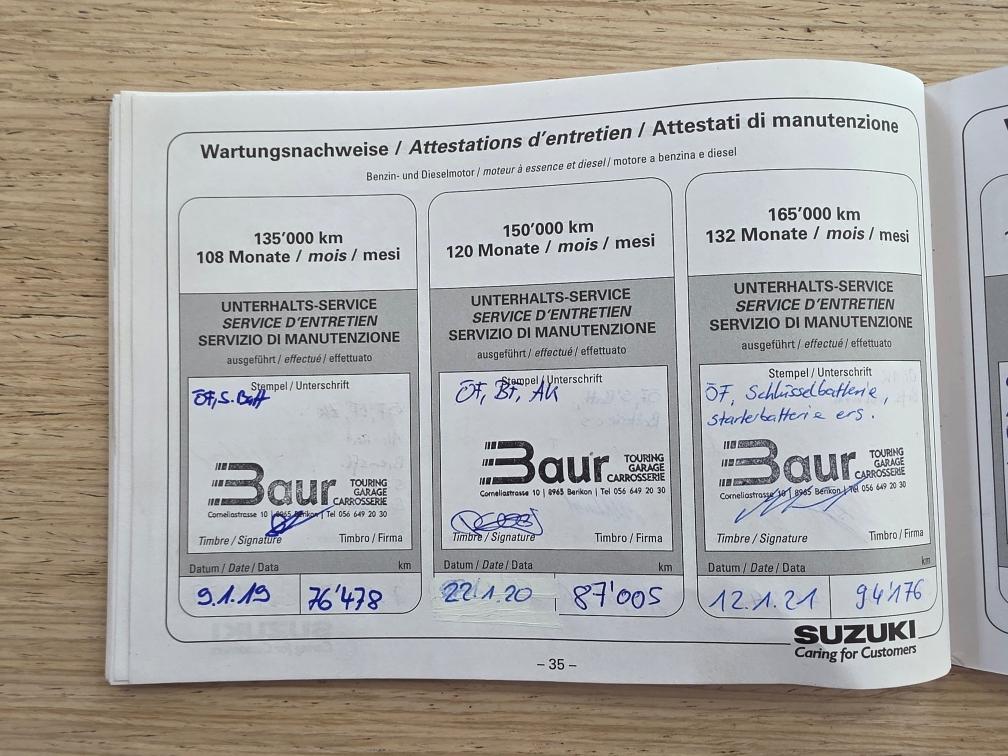 Wartungsnachweise / Attestations d'entretien / Attestati di manutenzione
Benzin- und Dieselmotor / moteur à essence et diesel / motore a benzina e diesel
135'000 km
108 Monate / mois / mesi
UNTERHALTS-SERVICE
SERVICE D'ENTRETIEN
SERVIZIO DI MANUTENZIONE
ausgeführt / effectué / effettuato
Stempel / Unterschrift
ÖF, S. Batt
Baur TOURING
GARAGE
CARROSSERIE
Corneliastrasse 10 | 8965 Berikon | Tel 056 649 20 30
Timbre / Signature Timbro / Firma
Datum / Date / Data km
9.1.19 76'478
150'000 km
120 Monate / mois / mesi
UNTERHALTS-SERVICE
SERVICE D'ENTRETIEN
SERVIZIO DI MANUTENZIONE
ausgeführt / effectué / effettuato
Stempel / Unterschrift
ÖF, BF, AK
Baur TOURING
GARAGE
CARROSSERIE
Corneliastrasse 10 | 8965 Berikon | Tel 056 649 20 30
Timbre / Signature Timbro / Firma
Datum / Date / Data km
22.1.20 87'005
165'000 km
132 Monate / mois / mesi
UNTERHALTS-SERVICE
SERVICE D'ENTRETIEN
SERVIZIO DI MANUTENZIONE
ausgeführt / effectué / effettuato
Stempel / Unterschrift
ÖF, Schlüsselbatterie,
starterbatterie ers.
Baur TOURING
GARAGE
CARROSSERIE
Corneliastrasse 10 | 8965 Berikon | Tel 056 649 20 30
Timbre / Signature Timbro / Firma
Datum / Date / Data km
12.1.21 94'176
SUZUKI
Caring for Customers
– 35 –